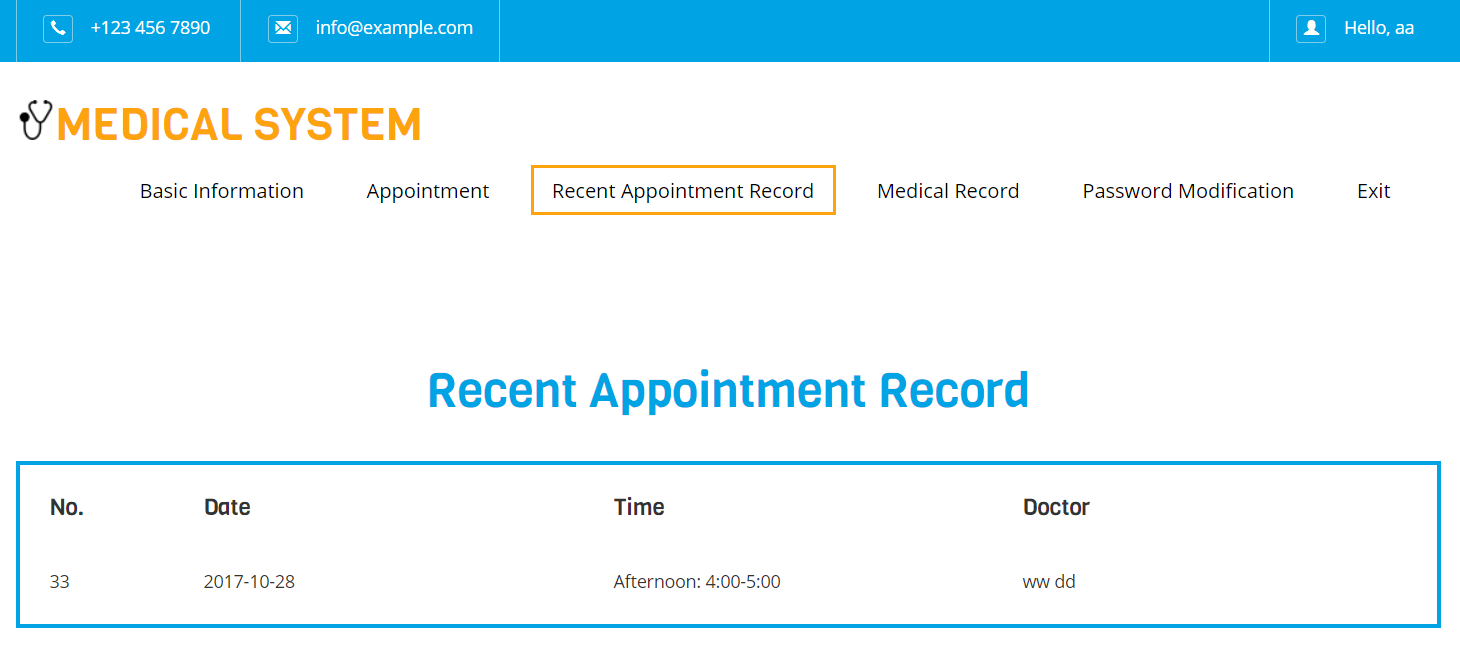 +123 456 7890 info@example.com Hello, aa
MEDICAL SYSTEM
Basic Information Appointment Recent Appointment Record Medical Record Password Modification Exit
Recent Appointment Record
No. Date Time Doctor
33 2017-10-28 Afternoon: 4:00-5:00 ww dd